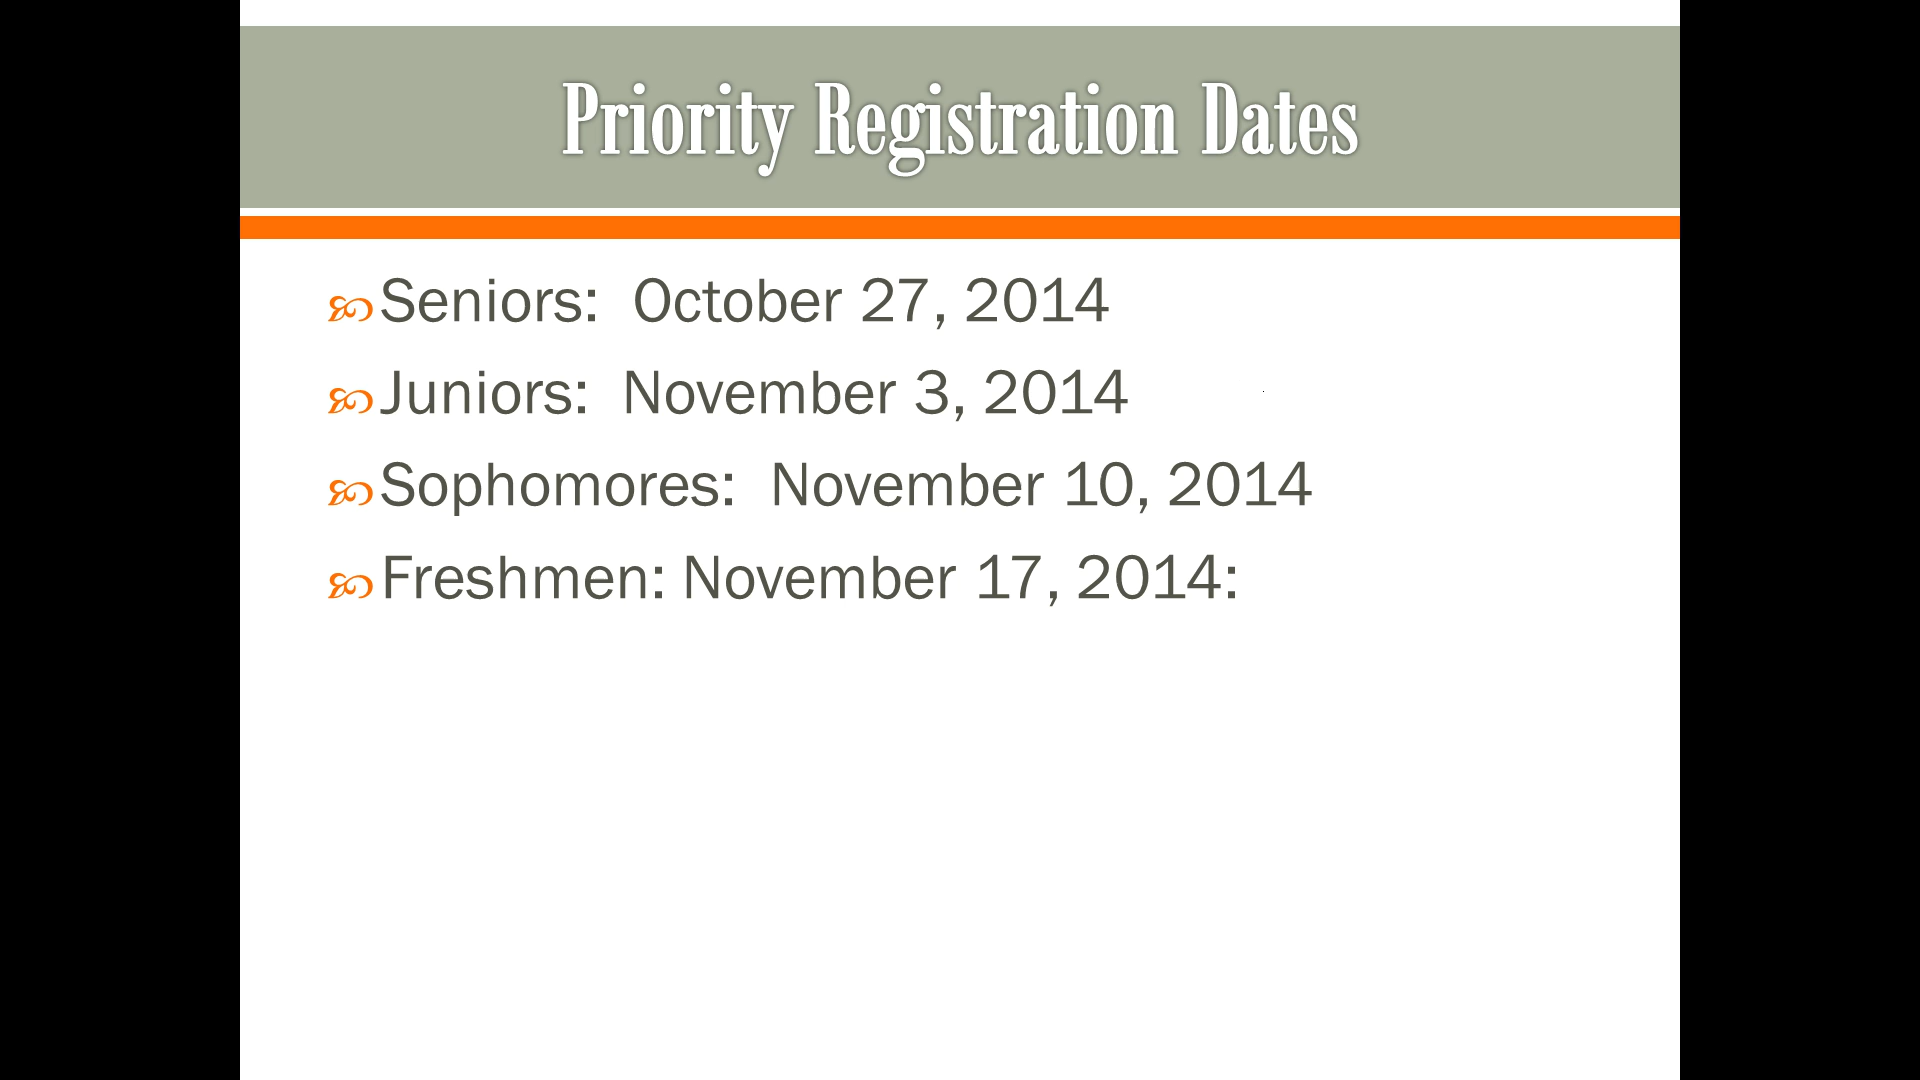 Priority Registration Dates
Seniors:  October 27, 2014
Juniors:  November 3, 2014
Sophomores:  November 10, 2014
Freshmen: November 17, 2014: